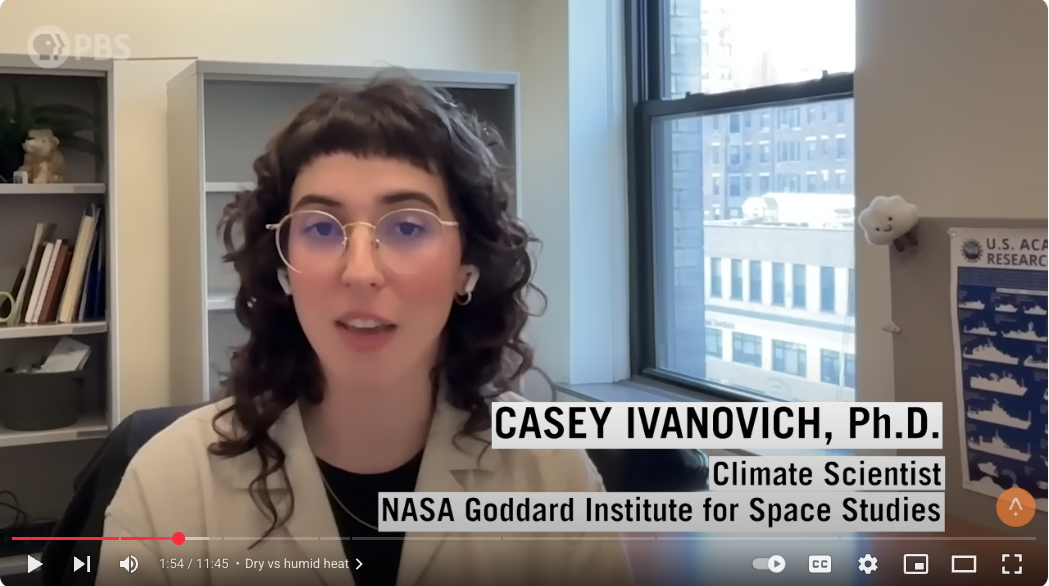 PBS
U.S. ACA
RESEARC
CASEY IVANOVICH, Ph.D.
Climate Scientist
NASA Goddard Institute for Space Studies
1:54 / 11:45 • Dry vs humid heat
CC